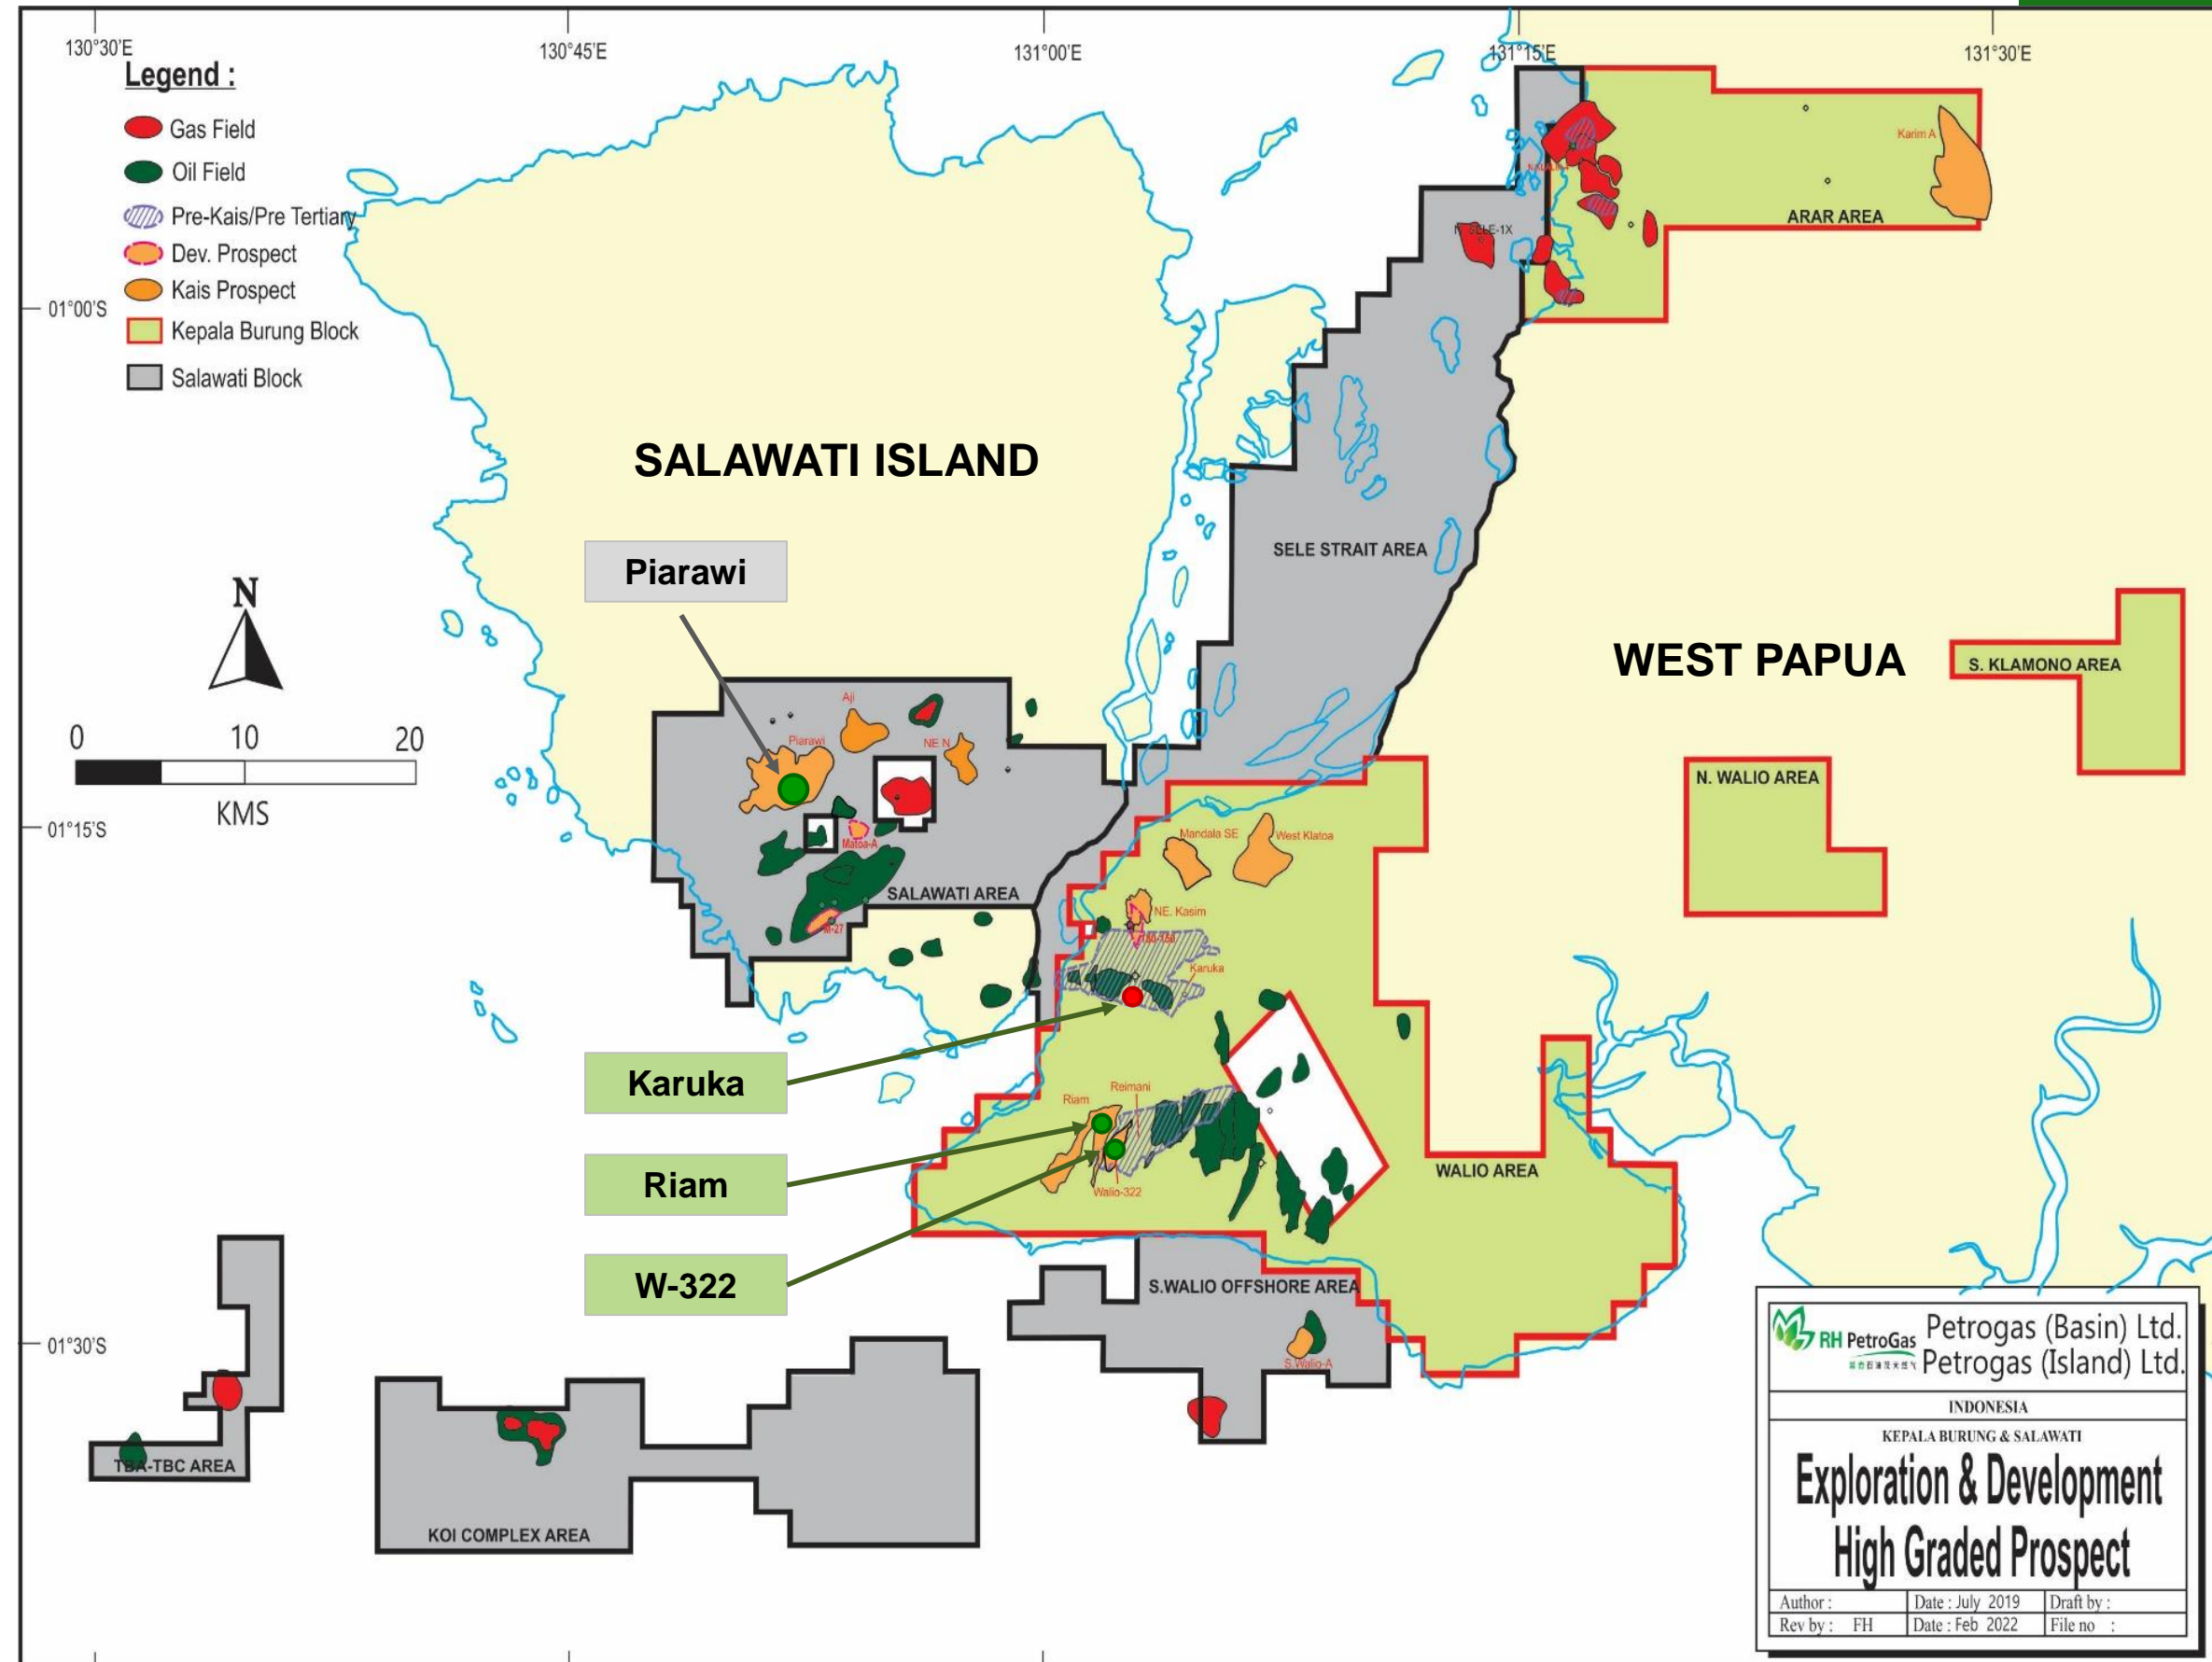 130°30'E
130°45'E
131°00'E
131°15'E
131°30'E
Legend :
Gas Field
Oil Field
Pre-Kais/Pre Tertiary
Dev. Prospect
Kais Prospect
Kepala Burung Block
Salawati Block
01°00'S
01°15'S
01°30'S
N
0 10 20
KMS
SALAWATI ISLAND
WEST PAPUA
Karim A
ARAR AREA
SELE STRAIT AREA
S. KLAMONO AREA
N. WALIO AREA
Piarawi
Aji
Piarawi
NE N
Matoa-A
SALAWATI AREA
M-27
Mandala SE
West Klatoa
NE. Kasim
Karuka
Karuka
Reimani
Riam
Riam
Walio-322
W-322
WALIO AREA
S.WALIO OFFSHORE AREA
S.Walio-A
TBA-TBC AREA
KOI COMPLEX AREA
RH PetroGas
Petrogas (Basin) Ltd.
Petrogas (Island) Ltd.
INDONESIA
KEPALA BURUNG & SALAWATI
Exploration & Development
High Graded Prospect
Author : Date : July 2019 Draft by :
Rev by : FH Date : Feb 2022 File no :